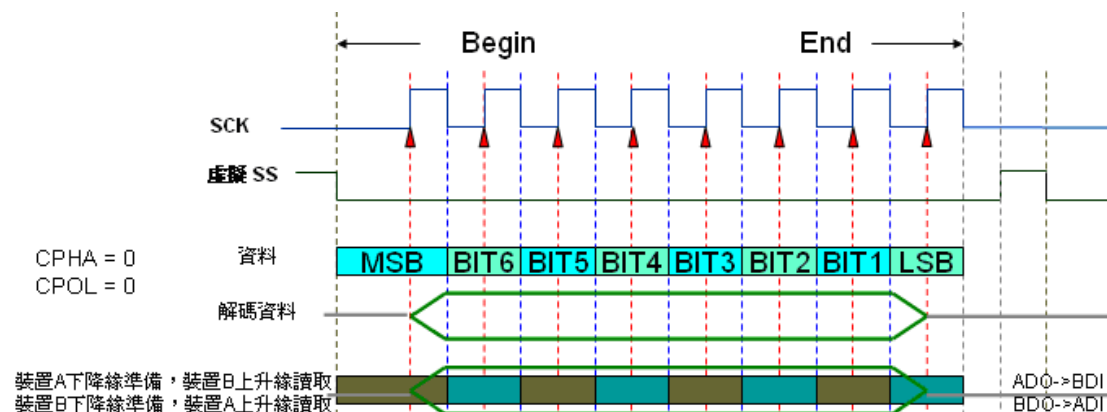 Begin
End
SCK
虛擬 SS
CPHA = 0
CPOL = 0
資料
MSB BIT6 BIT5 BIT4 BIT3 BIT2 BIT1 LSB
解碼資料
裝置A下降緣準備，裝置B上升緣讀取
ADO->BDI
裝置B下降緣準備，裝置A上升緣讀取
BDO->ADI